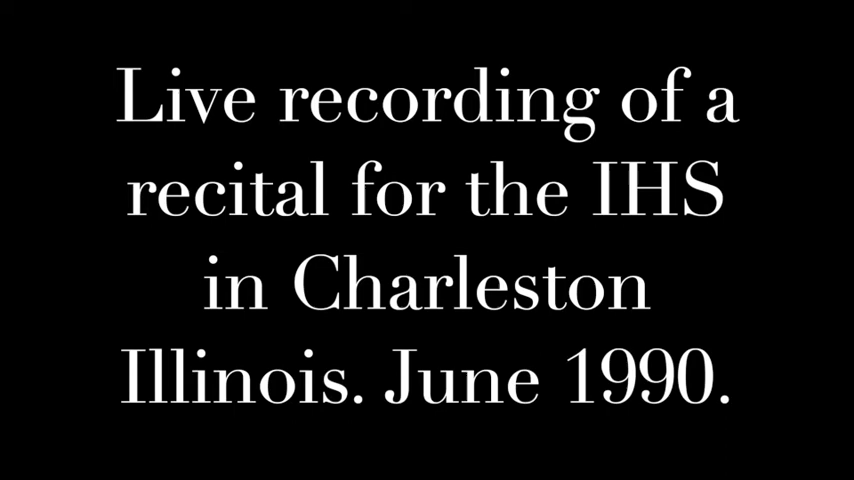 Live recording of a
recital for the IHS
in Charleston
Illinois. June 1990.